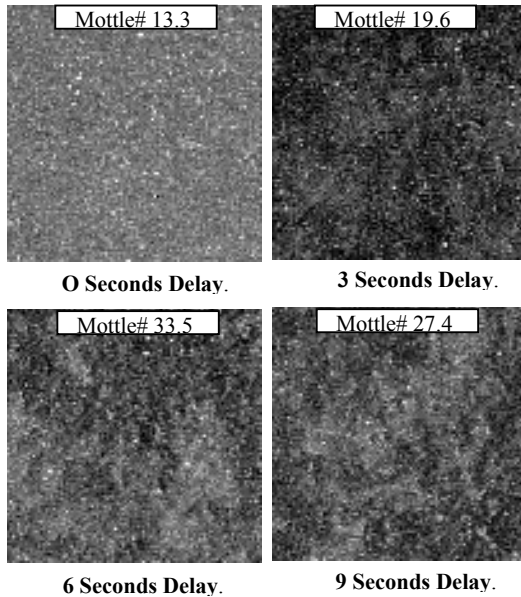 Mottle# 13.3
Mottle# 19.6
O Seconds Delay.
3 Seconds Delay.
Mottle# 33.5
Mottle# 27.4
6 Seconds Delay.
9 Seconds Delay.